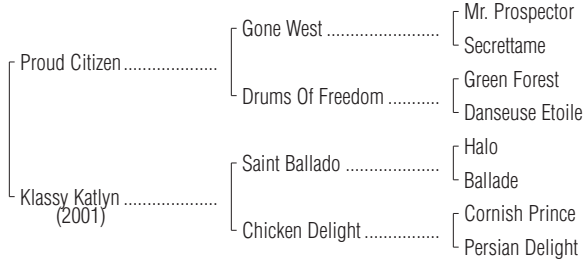 Mr. Prospector
Gone West
Secrettame
Proud Citizen
Green Forest
Drums Of Freedom
Danseuse Etoile
Halo
Saint Ballado
Ballade
Klassy Katlyn
(2001)
Cornish Prince
Chicken Delight
Persian Delight